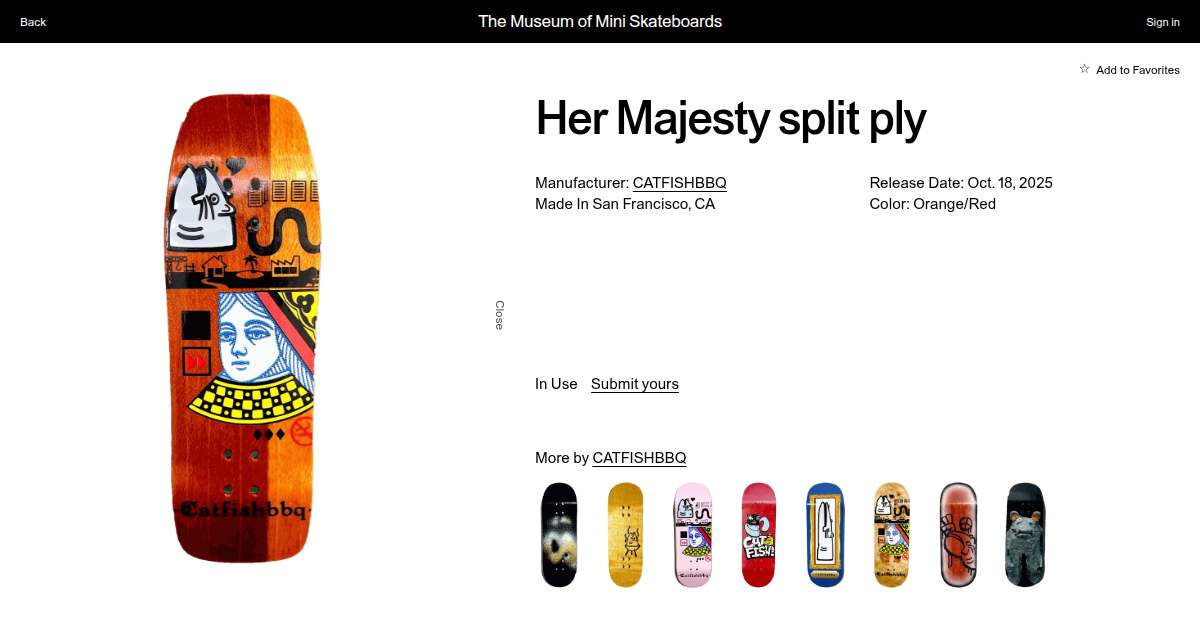 Back
The Museum of Mini Skateboards
Sign in
☆ Add to Favorites
Her Majesty split ply
Manufacturer: CATFISHBBQ
Made In San Francisco, CA
Release Date: Oct. 18, 2025
Color: Orange/Red
Close
In Use Submit yours
More by CATFISHBBQ
Catfishbbq
CAT
FISH!